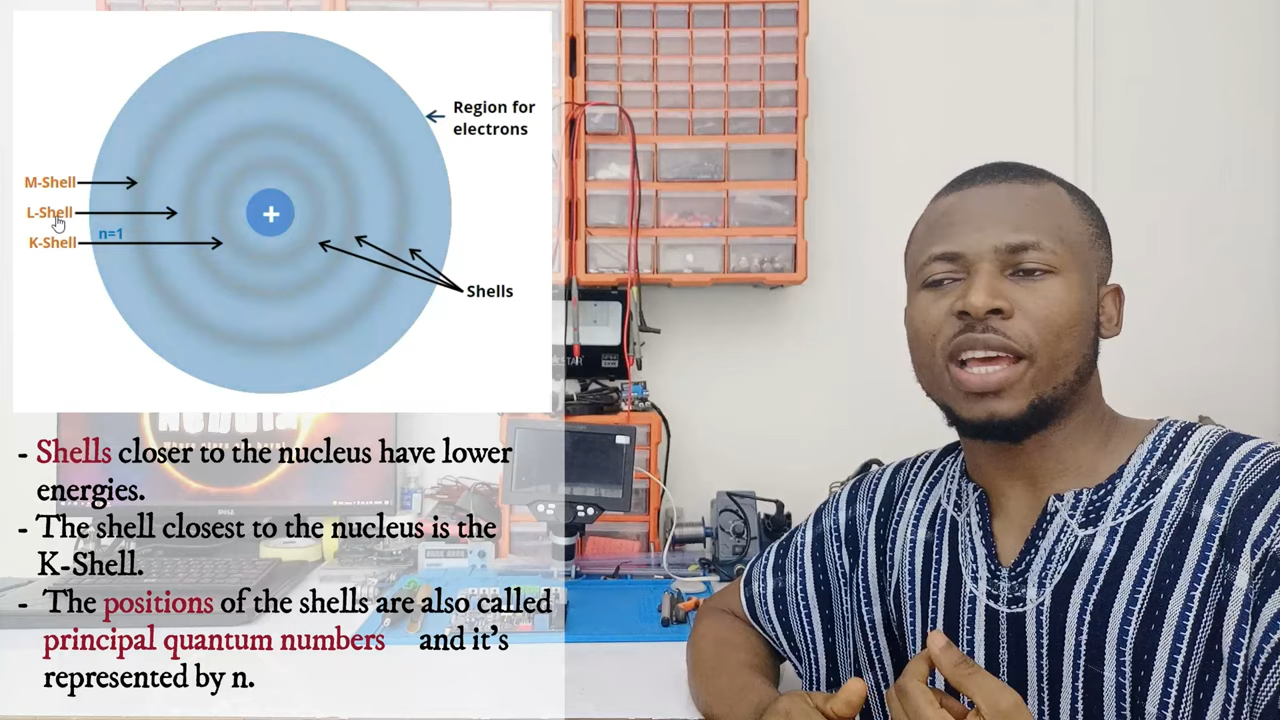 Region for
electrons
M-Shell
L-Shell
n=1
K-Shell
+
Shells
- Shells closer to the nucleus have lower
energies.
- The shell closest to the nucleus is the
K-Shell.
- The positions of the shells are also called
principal quantum numbers and it's
represented by n.
DELL